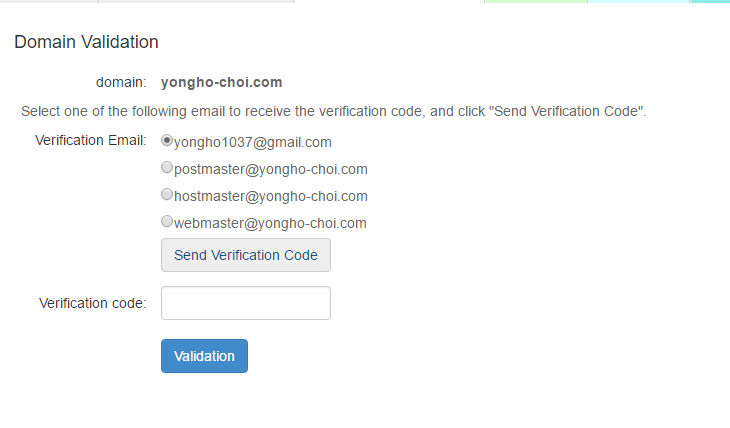 Domain Validation
domain: yongho-choi.com
Select one of the following email to receive the verification code, and click "Send Verification Code".
Verification Email: yongho1037@gmail.com
postmaster@yongho-choi.com
hostmaster@yongho-choi.com
webmaster@yongho-choi.com
Send Verification Code
Verification code:
Validation